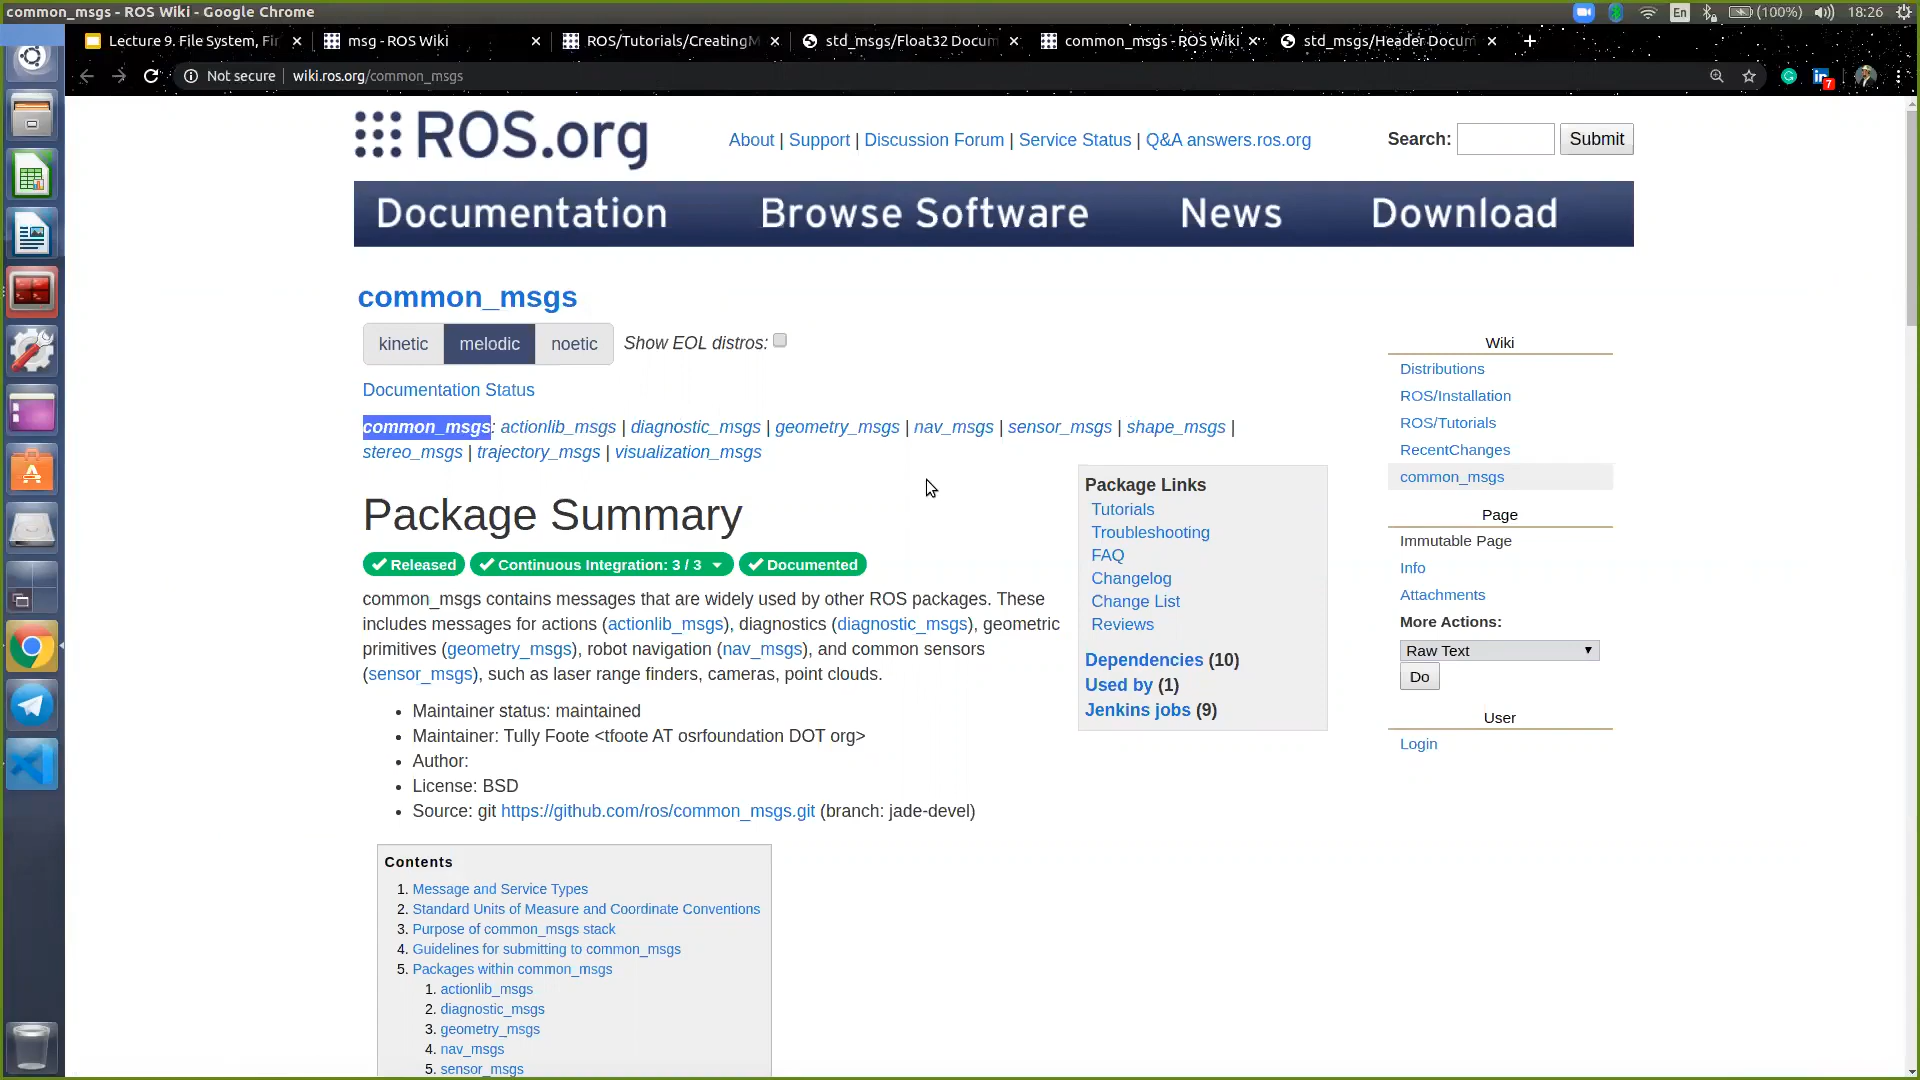 common_msgs - ROS Wiki - Google Chrome
En
(100%)
18:26
Lecture 9. File System, Fir
msg - ROS Wiki
ROS/Tutorials/CreatingM
std_msgs/Float32 Docum
common_msgs - ROS Wiki
std_msgs/Header Docum
Not secure
wiki.ros.org/common_msgs
7
ROS.org
About | Support | Discussion Forum | Service Status | Q&A answers.ros.org
Search:
Submit
Documentation
Browse Software
News
Download
common_msgs
kinetic
melodic
noetic
Show EOL distros:
Documentation Status
common_msgs: actionlib_msgs | diagnostic_msgs | geometry_msgs | nav_msgs | sensor_msgs | shape_msgs |
stereo_msgs | trajectory_msgs | visualization_msgs
Package Summary
Released
Continuous Integration: 3 / 3
Documented
common_msgs contains messages that are widely used by other ROS packages. These
includes messages for actions (actionlib_msgs), diagnostics (diagnostic_msgs), geometric
primitives (geometry_msgs), robot navigation (nav_msgs), and common sensors
(sensor_msgs), such as laser range finders, cameras, point clouds.
Maintainer status: maintained
Maintainer: Tully Foote <tfoote AT osrfoundation DOT org>
Author:
License: BSD
Source: git https://github.com/ros/common_msgs.git (branch: jade-devel)
Contents
1. Message and Service Types
2. Standard Units of Measure and Coordinate Conventions
3. Purpose of common_msgs stack
4. Guidelines for submitting to common_msgs
5. Packages within common_msgs
1. actionlib_msgs
2. diagnostic_msgs
3. geometry_msgs
4. nav_msgs
5. sensor_msgs
Package Links
Tutorials
Troubleshooting
FAQ
Changelog
Change List
Reviews
Dependencies (10)
Used by (1)
Jenkins jobs (9)
Wiki
Distributions
ROS/Installation
ROS/Tutorials
RecentChanges
common_msgs
Page
Immutable Page
Info
Attachments
More Actions:
Raw Text
Do
User
Login